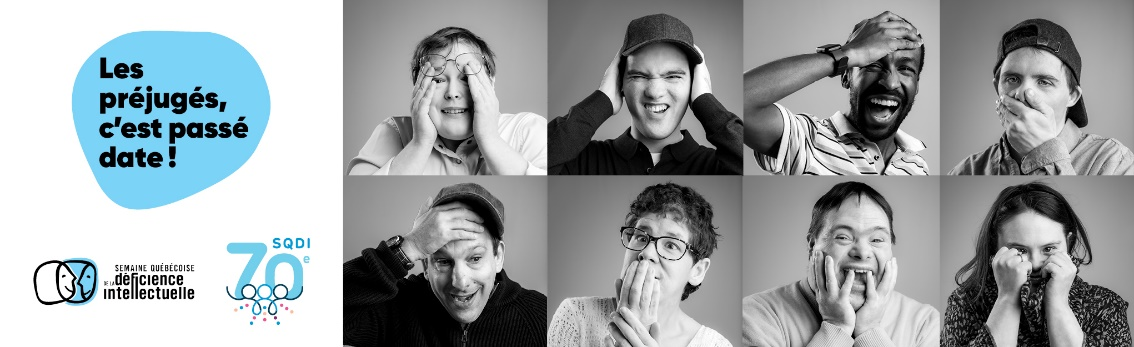 Les
préjugés,
c'est passé
date !
SEMAINE QUÉBÉCOISE
DE LA déficience
intellectuelle
SQDI
70e